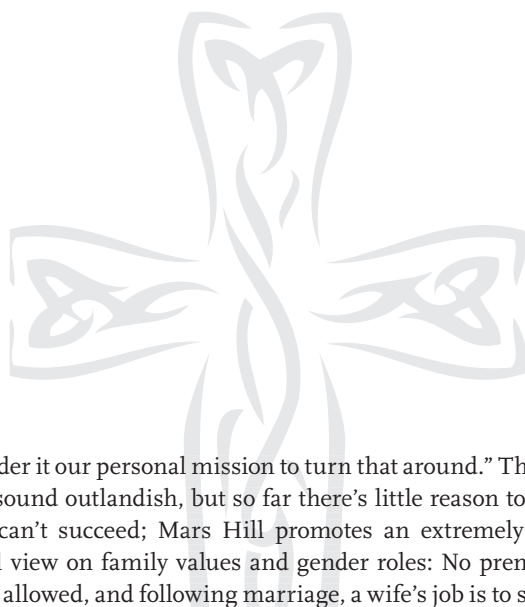 der it our personal mission to turn that around.” Th
sound outlandish, but so far there’s little reason to
can’t succeed; Mars Hill promotes an extremely
l view on family values and gender roles: No prem
allowed, and following marriage, a wife’s job is to s